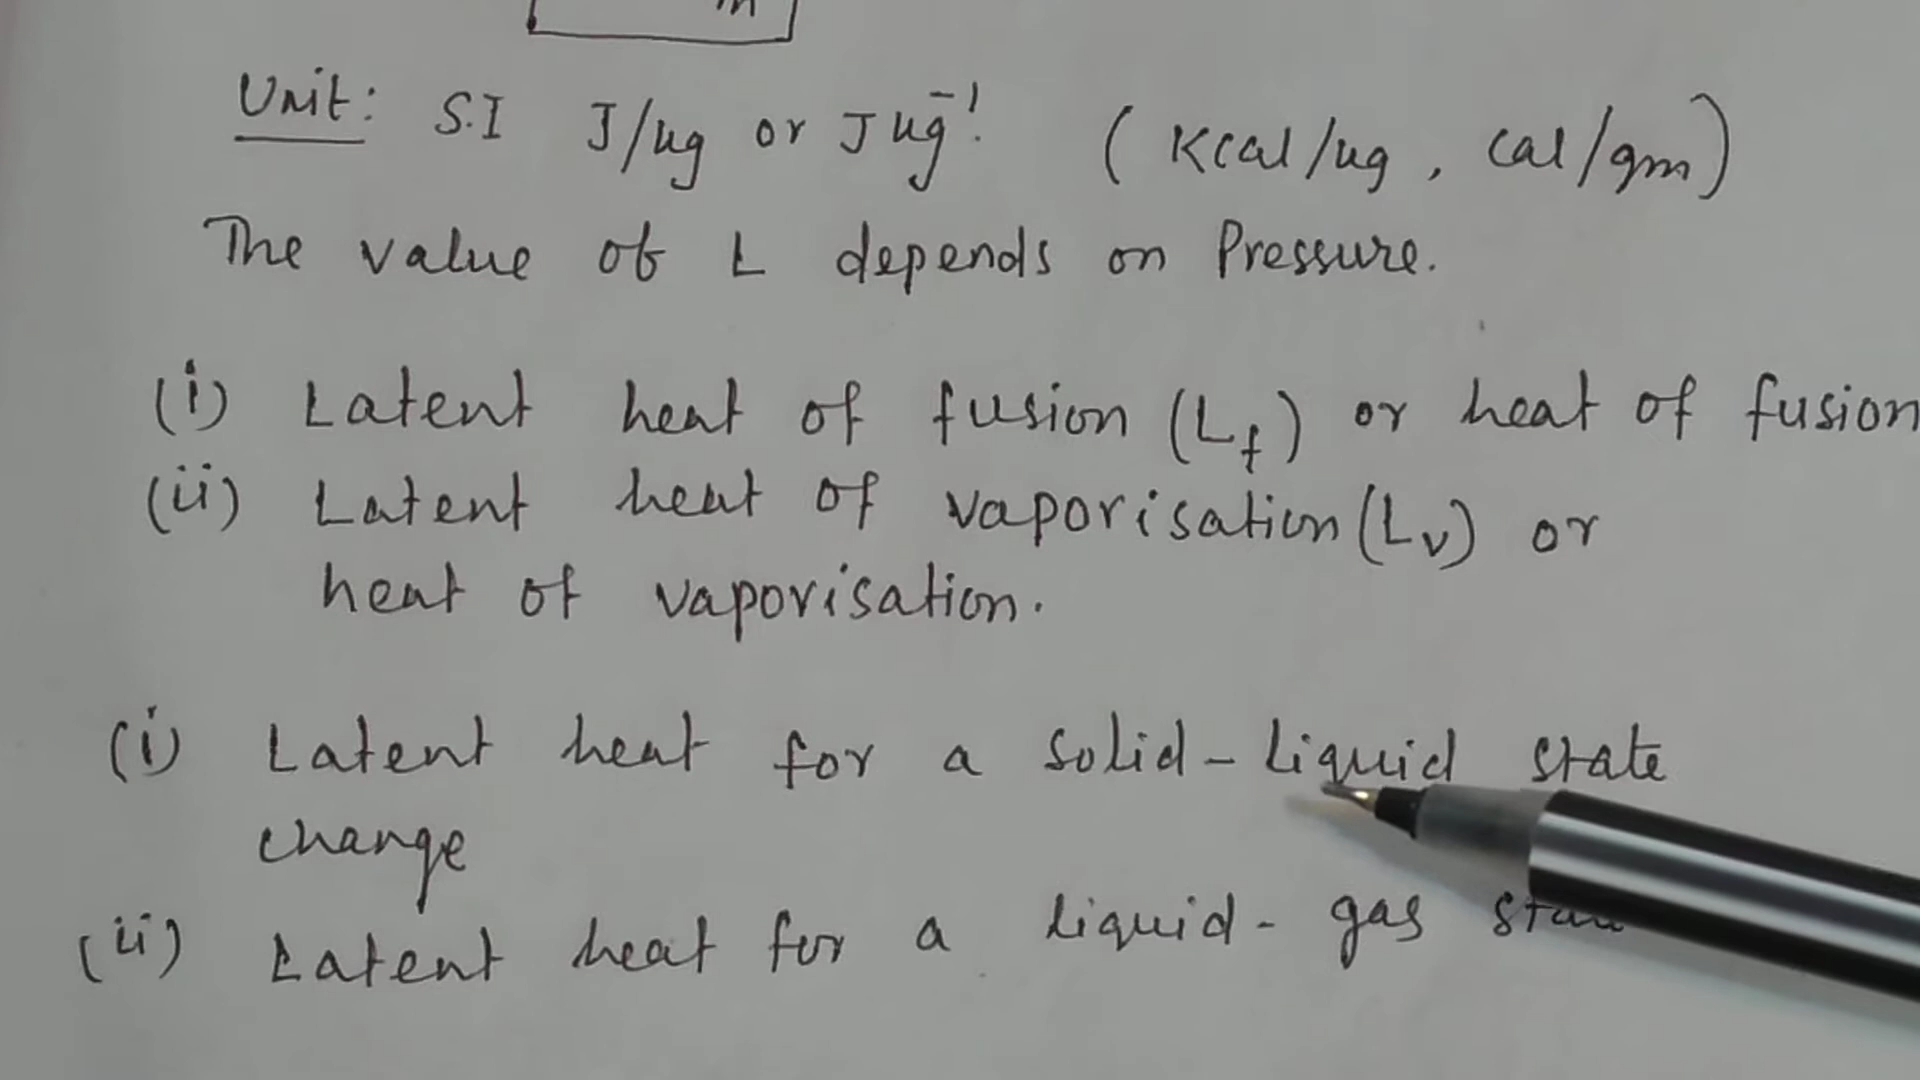 m
Unit: S.I J/kg or J kg⁻¹. (Kcal/kg, cal/gm)
The value of L depends on Pressure.
(i) Latent heat of fusion (Lf) or heat of fusion
(ii) Latent heat of vaporisation (Lv) or
heat of vaporisation.
(i) Latent heat for a solid-liquid state
change
(ii) Latent heat for a liquid-gas